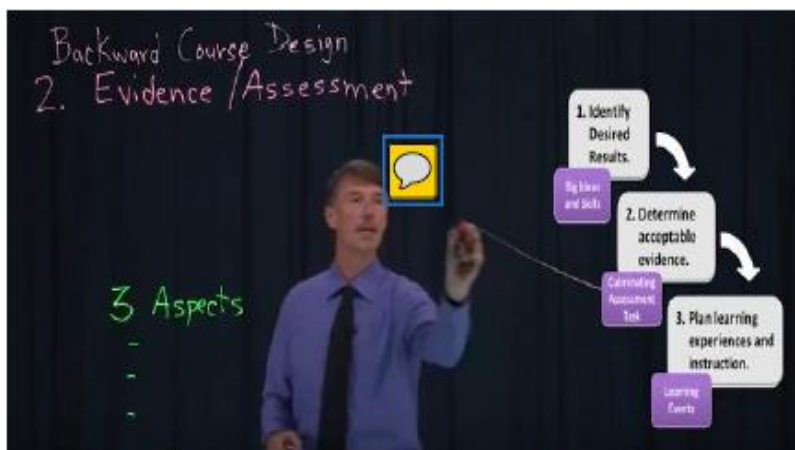 Backward Course Design
2. Evidence/Assessment
3 Aspects
-
-
-
1. Identify
Desired
Results.
Big Ideas
and Skills
2. Determine
acceptable
evidence.
Culminating
Assessment
Task
3. Plan learning
experiences and
instruction.
Learning
Events